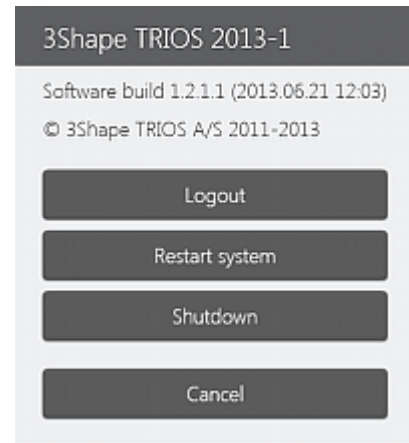 3Shape TRIOS 2013-1
Software build 1.2.1.1 (2013.06.21 12:03)
© 3Shape TRIOS A/S 2011-2013
Logout
Restart system
Shutdown
Cancel